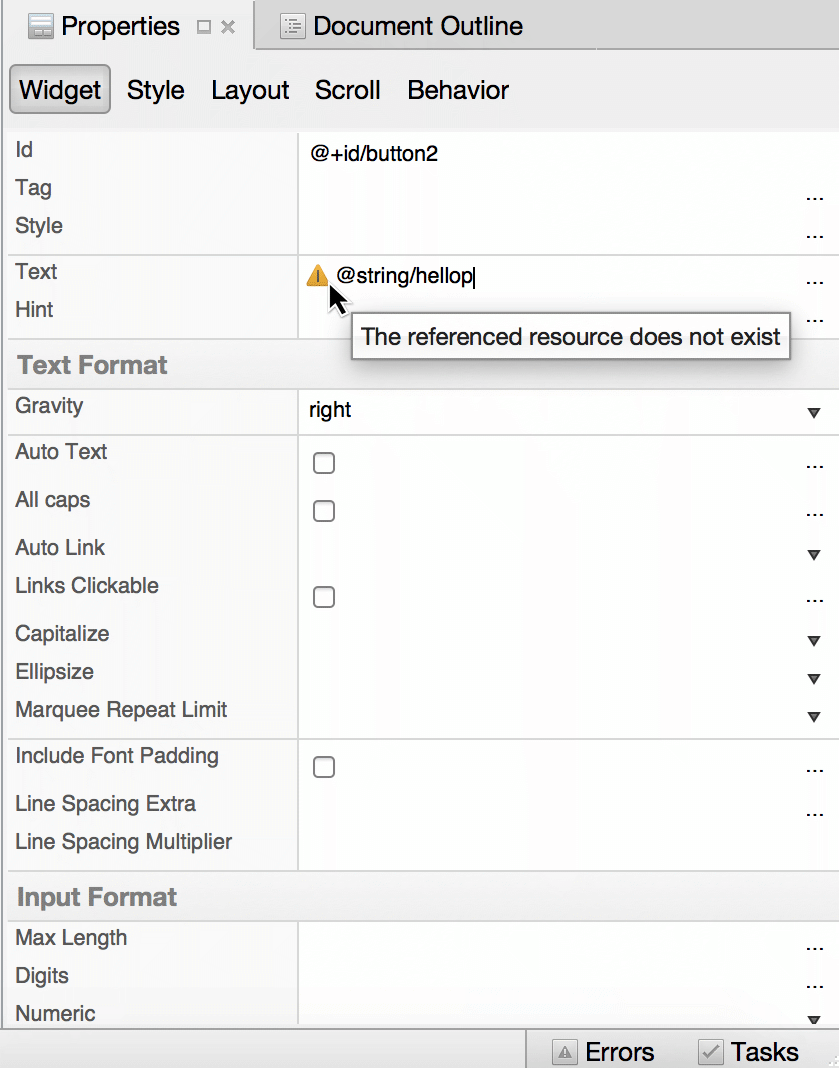 Properties Document Outline
Widget Style Layout Scroll Behavior
Id @+id/button2
Tag ...
Style ...
Text @string/hellop ...
Hint ...
The referenced resource does not exist
Text Format
Gravity right
Auto Text ...
All caps ...
Auto Link
Links Clickable ...
Capitalize
Ellipsize
Marquee Repeat Limit
Include Font Padding ...
Line Spacing Extra ...
Line Spacing Multiplier
Input Format
Max Length ...
Digits ...
Numeric
Errors Tasks